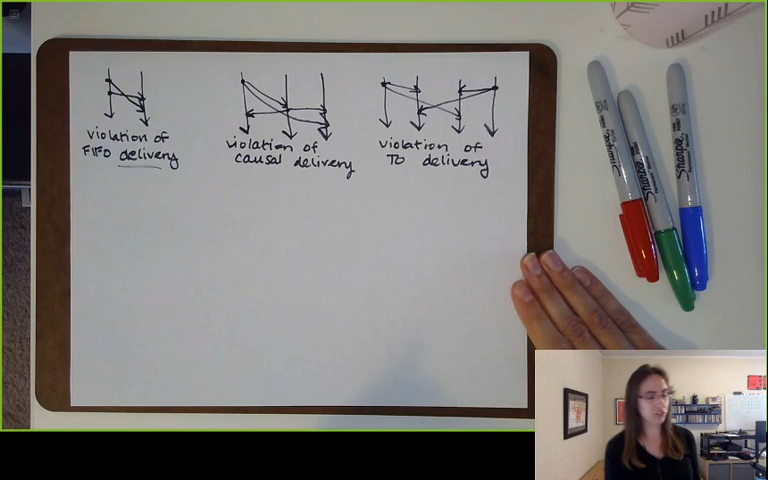 violation of
FIFO delivery
violation of
causal delivery
violation of
TO delivery
Sharpie
Sharpie
Sharpie